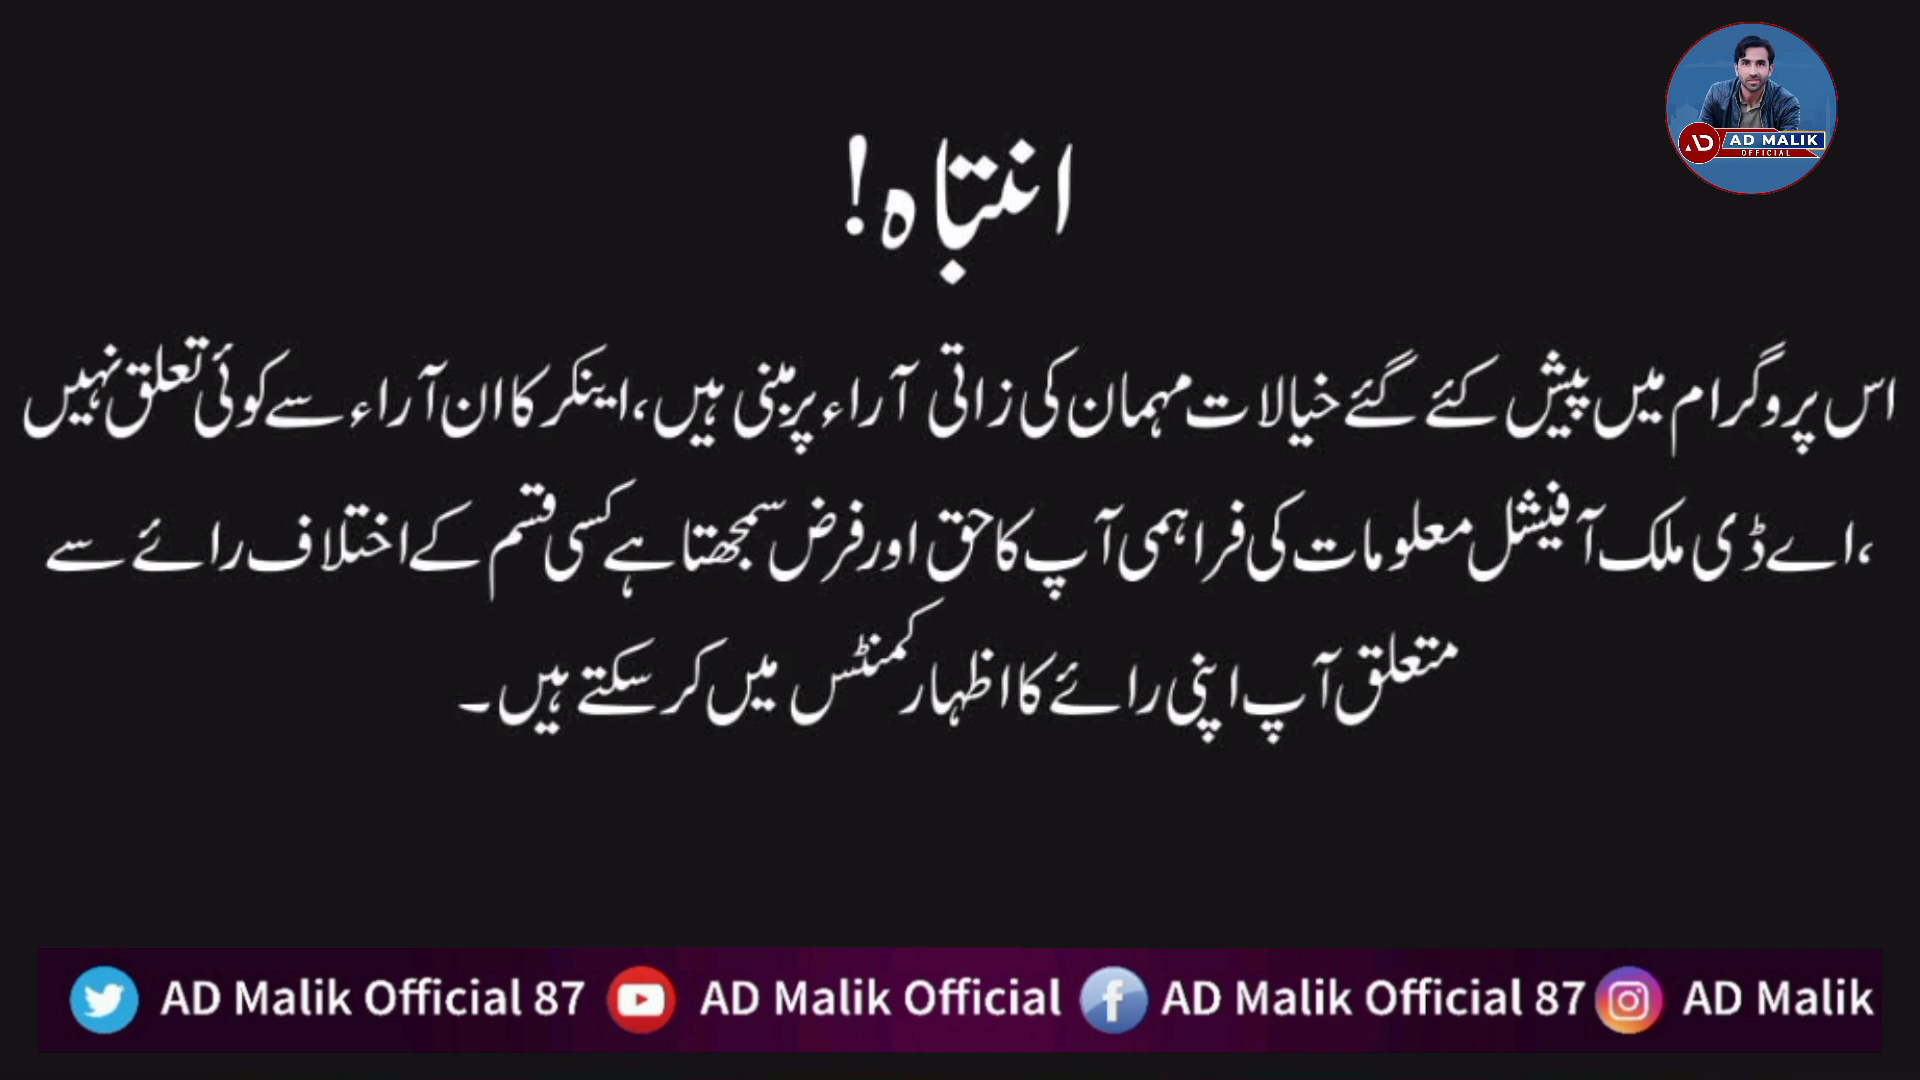 AD MALIK
OFFICIAL
انتباہ!
اس پروگرام میں پیش کئے گئے خیالات مہمان کی زاتی آراء پر مبنی ہیں، اینکر کا ان آراء سے کوئی تعلق نہیں
،اے ڈی ملک آفیشل معلومات کی فراہمی آپ کا حق اور فرض سمجھتا ہے کسی قسم کے اختلاف رائے سے
متعلق آپ اپنی رائے کا اظہار کمنٹس میں کر سکتے ہیں۔
AD Malik Official 87 AD Malik Official AD Malik Official 87 AD Malik